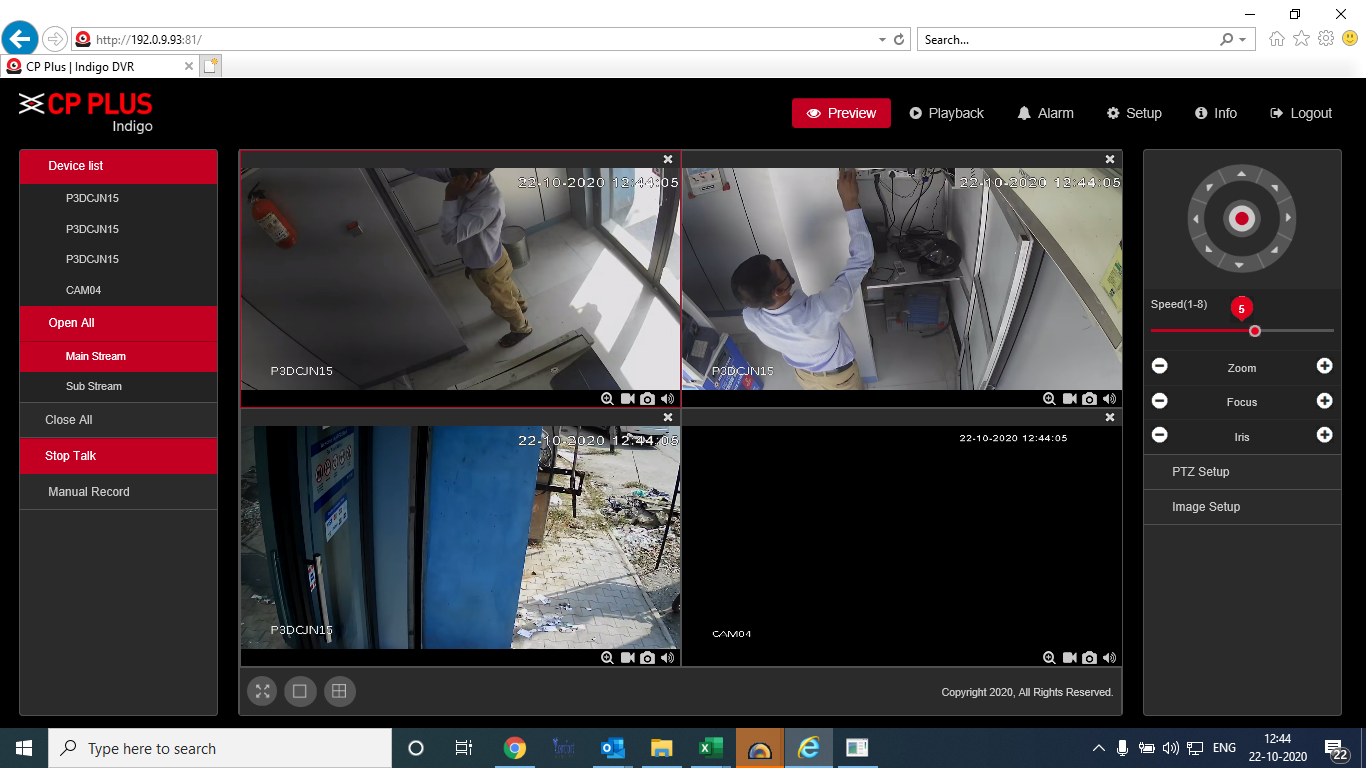 http://192.0.9.93:81/
Search...
CP Plus | Indigo DVR
CP PLUS
Indigo
Preview
Playback
Alarm
Setup
Info
Logout
Device list
P3DCJN15
P3DCJN15
P3DCJN15
CAM04
Open All
Main Stream
Sub Stream
Close All
Stop Talk
Manual Record
22-10-2020 12:44:05
P3DCJN15
22-10-2020 12:44:05
P3DCJN15
22-10-2020 12:44:05
P3DCJN15
22-10-2020 12:44:05
CAM04
Copyright 2020, All Rights Reserved.
Speed(1-8)
5
Zoom
Focus
Iris
PTZ Setup
Image Setup
Type here to search
ENG
12:44
22-10-2020
22